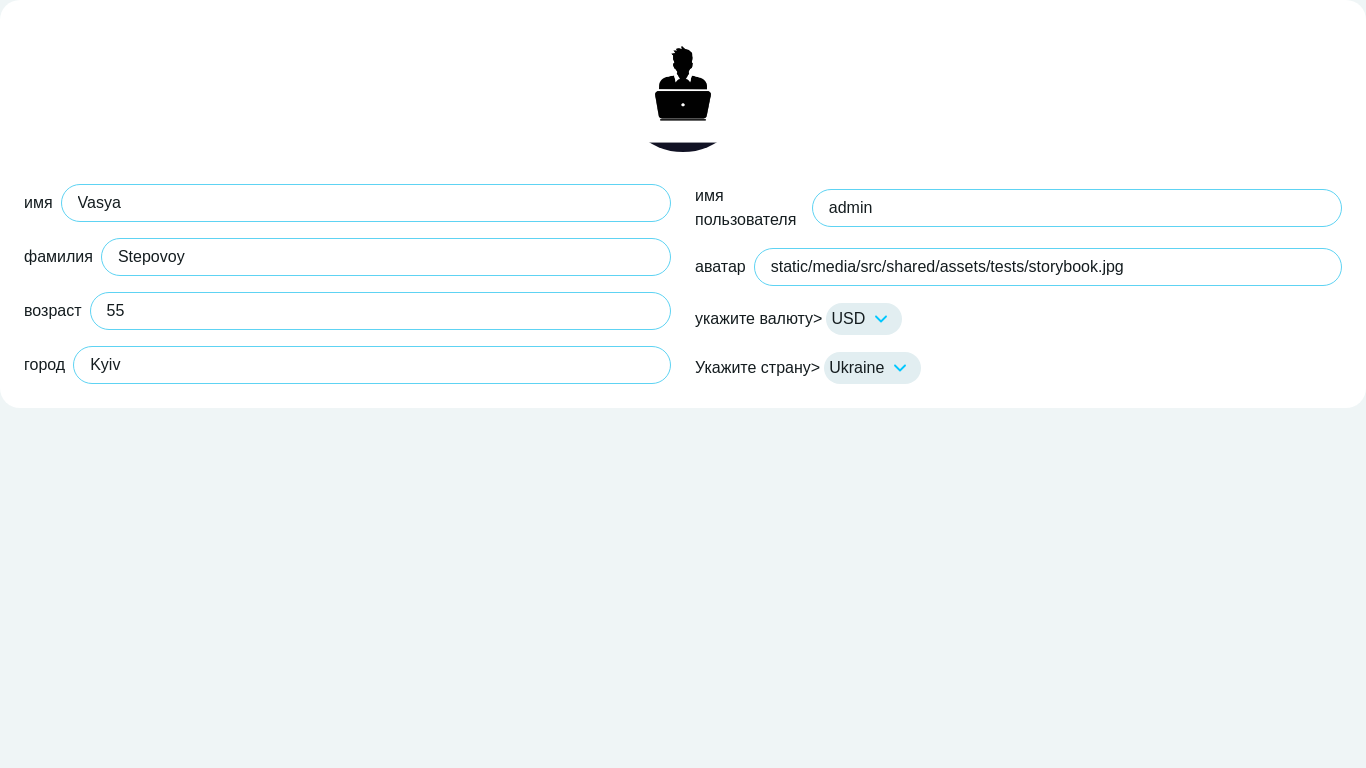 имя Vasya
фамилия Stepovoy
возраст 55
город Kyiv
имя
пользователя admin
аватар static/media/src/shared/assets/tests/storybook.jpg
укажите валюту> USD
Укажите страну> Ukraine